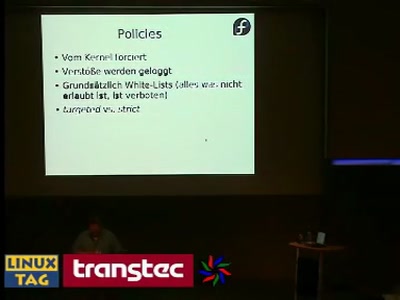 Policies
• Vom Kernel forciert
• Verstöße werden geloggt
• Grundsätzlich White-Lists (alles was nicht
erlaubt ist, ist verboten)
• targeted vs. strict
LINUX
TAG
transtec